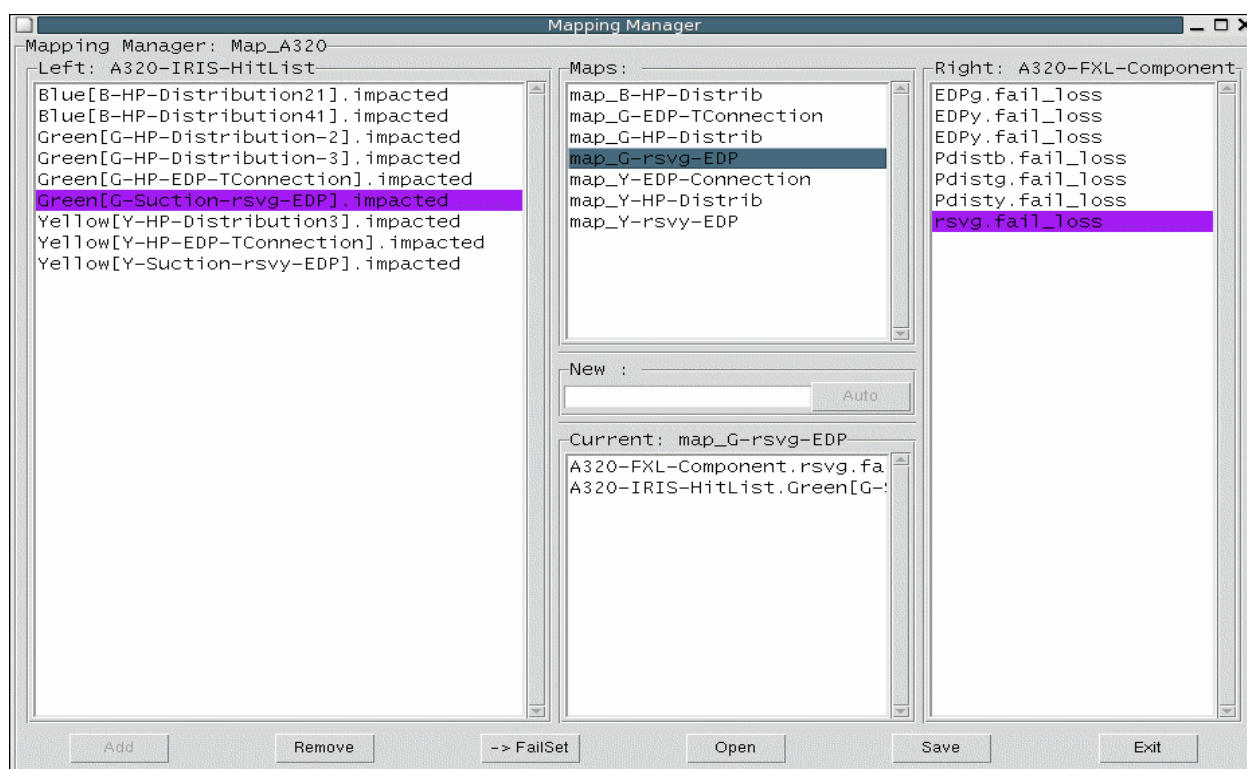 Mapping Manager
Mapping Manager: Map_A320
Left: A320-IRIS-HitList
Blue[B-HP-Distribution21].impacted
Blue[B-HP-Distribution41].impacted
Green[G-HP-Distribution-2].impacted
Green[G-HP-Distribution-3].impacted
Green[G-HP-EDP-TConnection].impacted
Green[G-Suction-rsvg-EDP].impacted
Yellow[Y-HP-Distribution3].impacted
Yellow[Y-HP-EDP-TConnection].impacted
Yellow[Y-Suction-rsvy-EDP].impacted
Maps:
map_B-HP-Distrib
map_G-EDP-TConnection
map_G-HP-Distrib
map_G-rsvg-EDP
map_Y-EDP-Connection
map_Y-HP-Distrib
map_Y-rsvy-EDP
New :
Auto
Current: map_G-rsvg-EDP
A320-FXL-Component.rsvg.fa
A320-IRIS-HitList.Green[G-
Right: A320-FXL-Component
EDPg.fail_loss
EDPy.fail_loss
EDPy.fail_loss
Pdistb.fail_loss
Pdistg.fail_loss
Pdisty.fail_loss
rsvg.fail_loss
Add Remove -> FailSet Open Save Exit